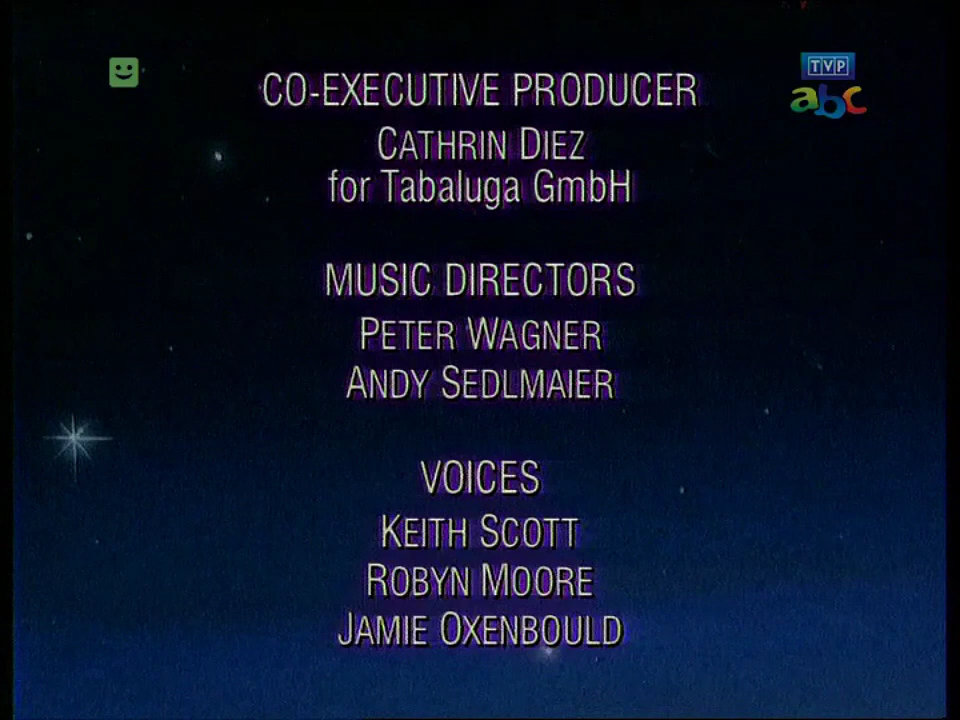 TVP
abc
CO-EXECUTIVE PRODUCER
CATHRIN DIEZ
for Tabaluga GmbH
MUSIC DIRECTORS
PETER WAGNER
ANDY SEDLMAIER
VOICES
KEITH SCOTT
ROBYN MOORE
JAMIE OXENBOULD